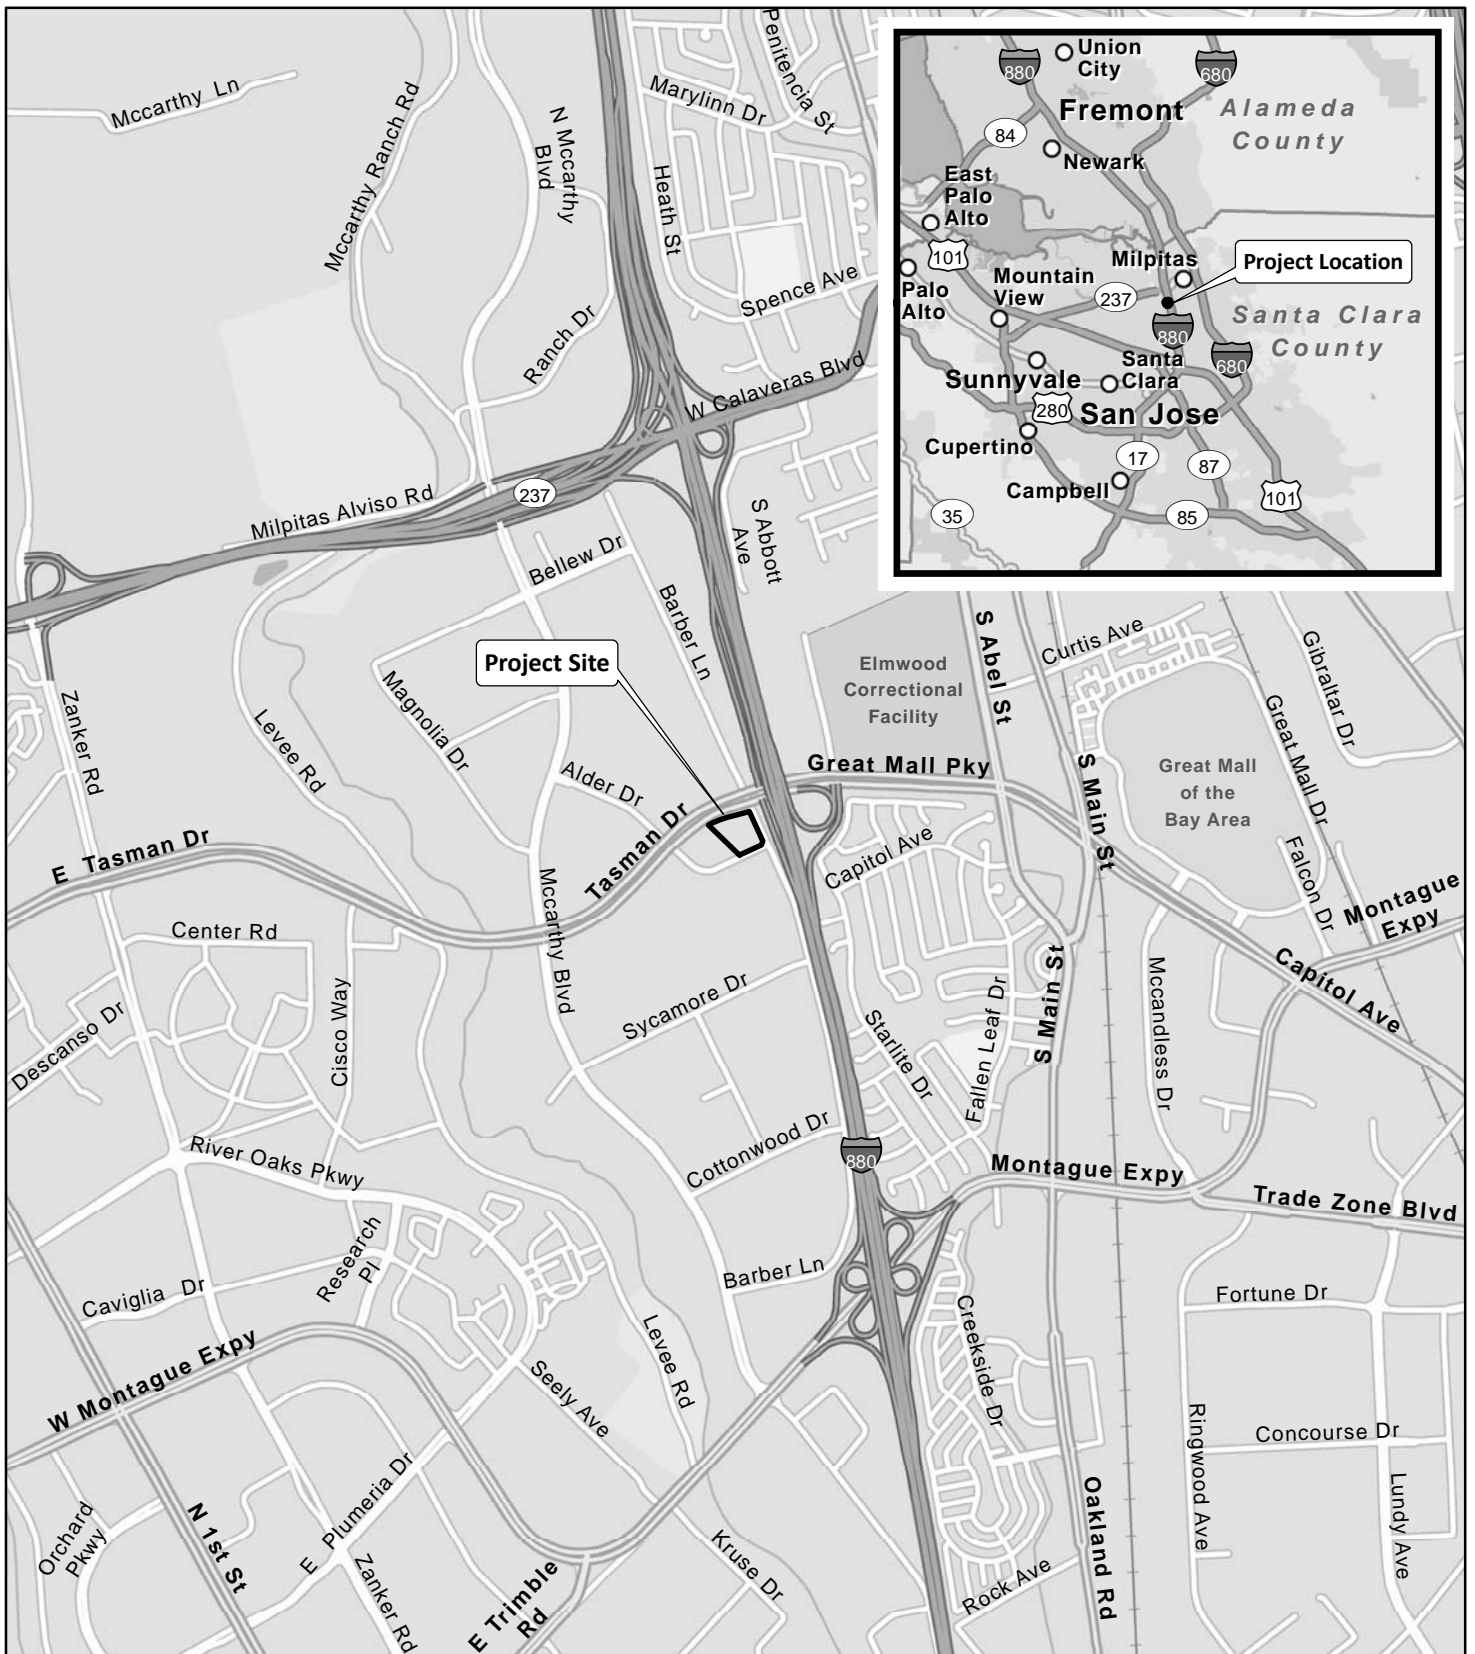 Mccarthy Ln
Mccarthy Ranch Rd
N Mccarthy
Blvd
Penitencia St
Marylinn Dr
Heath St
Spence Ave
Ranch Dr
W Calaveras Blvd
Milpitas Alviso Rd
237
S Abbott
Ave
Bellew Dr
Barber Ln
Project Site
Magnolia Dr
Alder Dr
Levee Rd
Zanker Rd
E Tasman Dr
Tasman Dr
Great Mall Pky
Elmwood
Correctional
Facility
S Abel St
Curtis Ave
Gibraltar Dr
Great Mall Dr
S Main St
Great Mall
of the
Bay Area
Capitol Ave
Falcon Dr
Montague
Expy
Capitol Ave
Center Rd
Mccarthy Blvd
Cisco Way
Descanso Dr
Sycamore Dr
Starlite Dr
Fallen Leaf Dr
S Main St
Mccandless Dr
Cottonwood Dr
880
River Oaks Pkwy
Montague Expy
Trade Zone Blvd
Research
Pl
Caviglia Dr
Barber Ln
Fortune Dr
W Montague Expy
Levee Rd
Creekside Dr
Seely Ave
Ringwood Ave
Concourse Dr
Lundy Ave
E Plumeria Dr
Orchard
Pkwy
N 1st St
Zanker Rd
E Trimble
Rd
Kruse Dr
Rock Ave
Oakland Rd
880
Union
City
680
Fremont
Alameda
County
84
Newark
East
Palo
Alto
101
Milpitas
Project Location
Palo
Alto
Mountain
View
237
Santa Clara
County
880
680
Santa
Clara
Sunnyvale
280
San Jose
Cupertino
17
87
Campbell
101
35
85